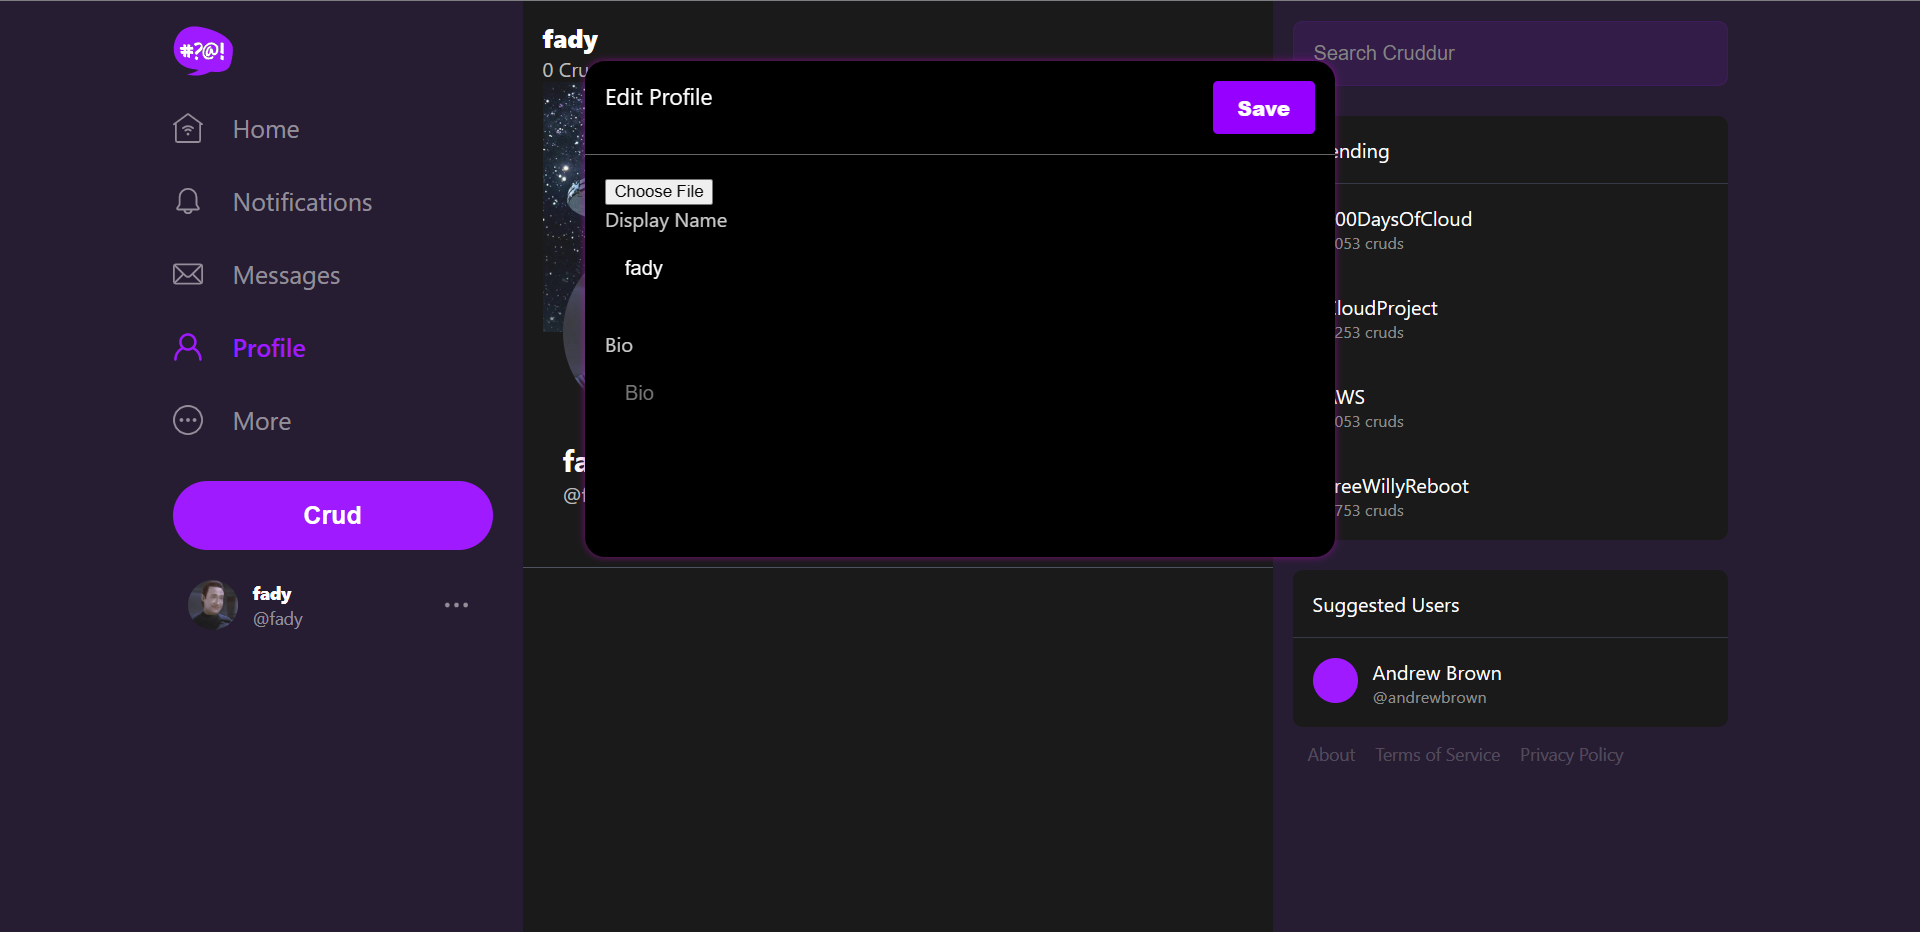 #?@!
Home
Notifications
Messages
Profile
More
Crud
fady
@fady
fady
0 Cru
Edit Profile
Save
Choose File
Display Name
fady
Bio
Bio
fa
@f
Search Cruddur
ending
00DaysOfCloud
053 cruds
CloudProject
253 cruds
AWS
053 cruds
reeWillyReboot
753 cruds
Suggested Users
Andrew Brown
@andrewbrown
About Terms of Service Privacy Policy